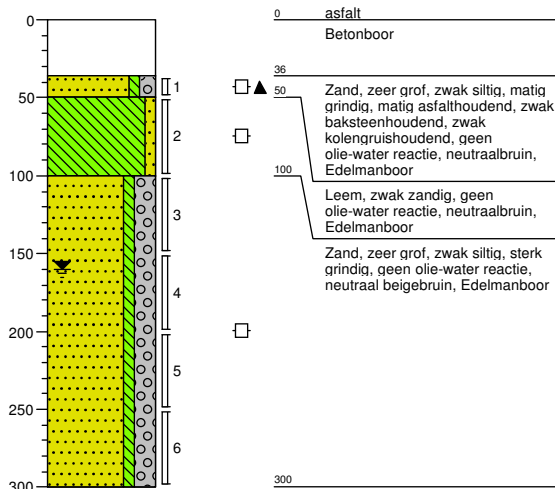 0
50
100
150
200
250
300
1
2
3
4
5
6
0 asfalt
Betonboor
36
Zand, zeer grof, zwak siltig, matig
grindig, matig asfalthoudend, zwak
baksteenhoudend, zwak
kolengruishoudend, geen
olie-water reactie, neutraalbruin,
Edelmanboor
50
Leem, zwak zandig, geen
olie-water reactie, neutraalbruin,
Edelmanboor
100
Zand, zeer grof, zwak siltig, sterk
grindig, geen olie-water reactie,
neutraal beigebruin, Edelmanboor
300